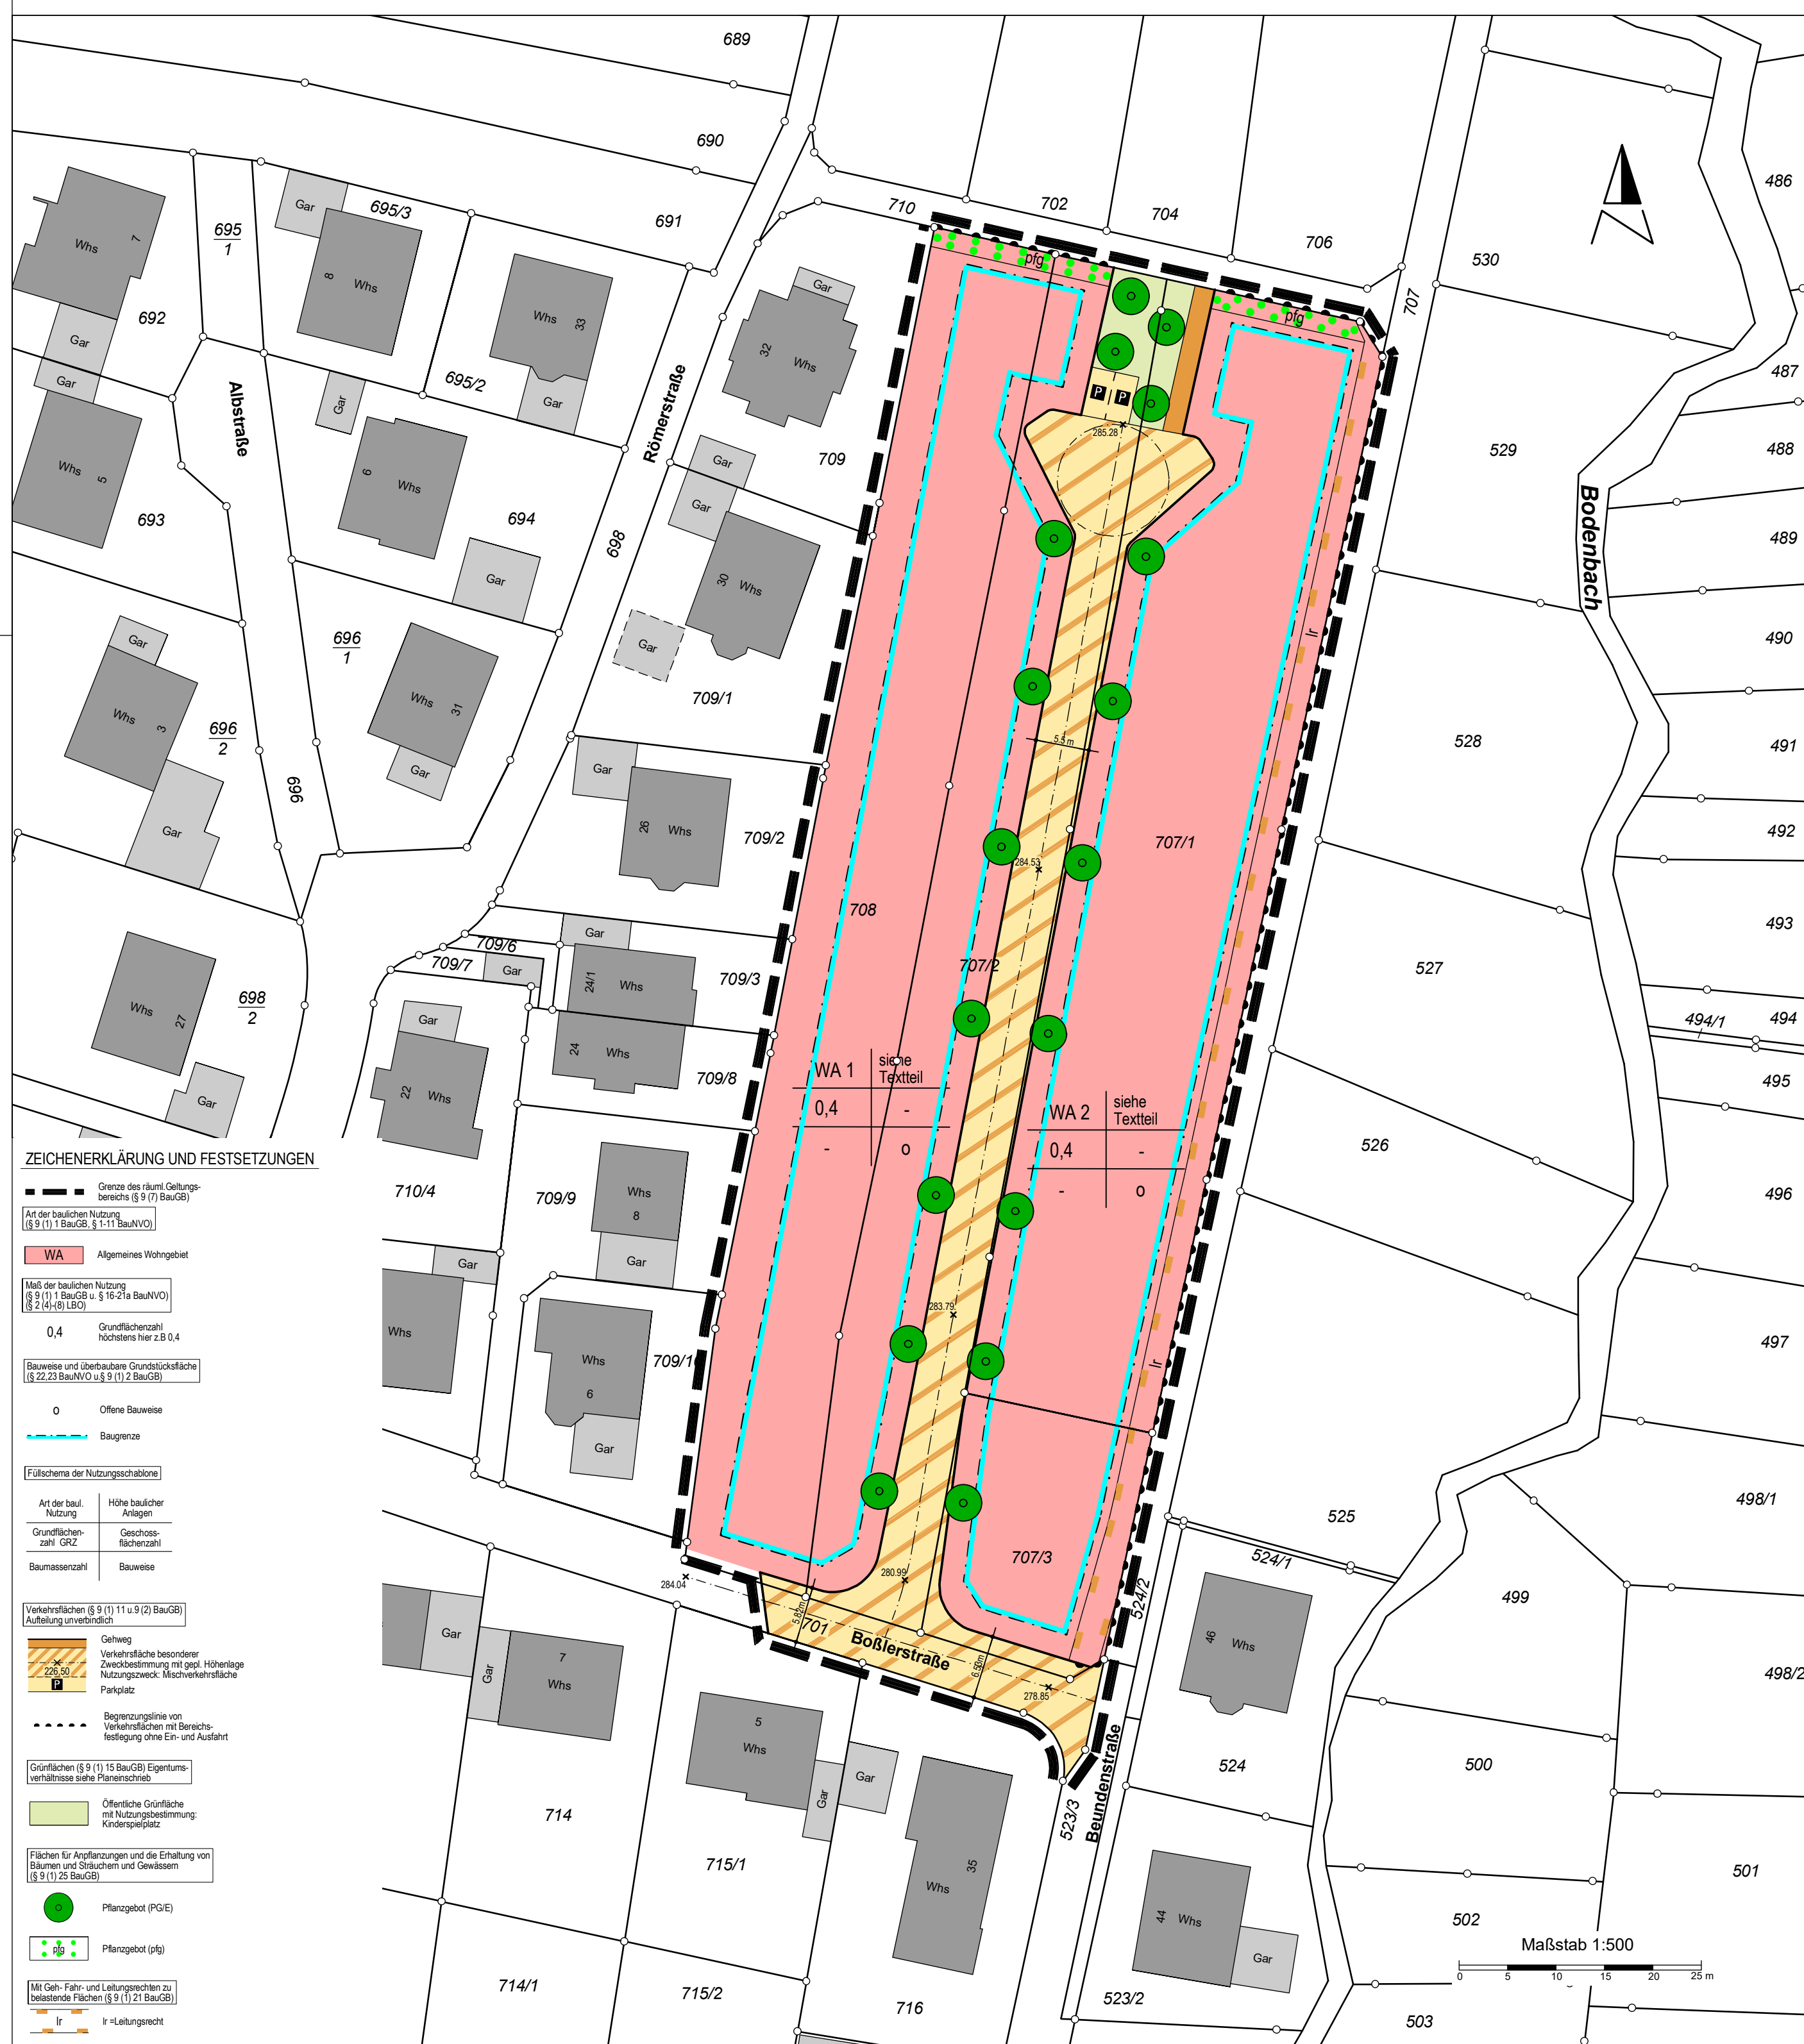 689
690
691
710
702
704
706
707
530
486
487
488
489
490
491
492
493
494
494/1
495
496
497
498/1
498/2
499
500
501
502
503
529
528
527
526
525
524/1
524/2
524
523/3
523/2
Bodenbach
Gar
695/3
695
1
Whs
7
692
Gar
Gar
8
Whs
Whs
33
Gar
695/2
Römerstraße
Albstraße
Gar
32
Whs
709
Whs
5
693
Gar
6
Whs
694
Gar
698
Gar
Gar
30
Whs
Gar
709/1
Gar
Whs
3
696
1
696
2
696
Whs
31
Gar
Gar
Gar
26
Whs
709/2
709/6
709/7
Gar
Gar
24/1
Whs
709/3
24
Whs
709/8
Whs
27
698
2
Gar
Gar
22
Whs
710/4
709/9
Whs
8
Gar
Gar
Whs
Whs
6
Gar
709/10
pfg
pfg
P
P
285.28
lr
5.5 m
284.53
708
707/1
707/2
WA 1
siehe
Textteil
0,4
-
-
o
WA 2
siehe
Textteil
0,4
-
-
o
283.79
lr
707/3
280.99
284.04
5.82m
701
Boßlerstraße
6.50m
278.85
Beundenstraße
46
Whs
44
Whs
Gar
Gar
Gar
7
Whs
5
Whs
Gar
Gar
35
Whs
714
715/1
714/1
715/2
716
ZEICHENERKLÄRUNG UND FESTSETZUNGEN
Grenze des räuml.Geltungs-
bereichs (§ 9 (7) BauGB)
Art der baulichen Nutzung
(§ 9 (1) 1 BauGB, § 1-11 BauNVO)
WA
Allgemeines Wohngebiet
Maß der baulichen Nutzung
(§ 9 (1) 1 BauGB u. § 16-21a BauNVO)
(§ 2 (4)-(8) LBO)
0,4
Grundflächenzahl
höchstens hier z.B 0,4
Bauweise und überbaubare Grundstücksfläche
(§ 22,23 BauNVO u.§ 9 (1) 2 BauGB)
o
Offene Bauweise
Baugrenze
Füllschema der Nutzungsschablone
Art der baul.
Nutzung
Höhe baulicher
Anlagen
Grundflächen-
zahl GRZ
Geschoss-
flächenzahl
Baumassenzahl
Bauweise
Verkehrsflächen (§ 9 (1) 11 u.9 (2) BauGB)
Aufteilung unverbindlich
Gehweg
Verkehrsfläche besonderer
Zweckbestimmung mit gepl. Höhenlage
Nutzungszweck: Mischverkehrsfläche
226,50
P
Parkplatz
Begrenzungslinie von
Verkehrsflächen mit Bereichs-
festlegung ohne Ein- und Ausfahrt
Grünflächen (§ 9 (1) 15 BauGB) Eigentums-
verhältnisse siehe Planeinschrieb
Öffentliche Grünfläche
mit Nutzungsbestimmung:
Kinderspielplatz
Flächen für Anpflanzungen und die Erhaltung von
Bäumen und Sträuchern und Gewässern
(§ 9 (1) 25 BauGB)
Pflanzgebot (PG/E)
pfg
Pflanzgebot (pfg)
Mit Geh- Fahr- und Leitungsrechten zu
belastende Flächen (§ 9 (1) 21 BauGB)
lr
lr =Leitungsrecht
Maßstab 1:500
0 5 10 15 20 25 m